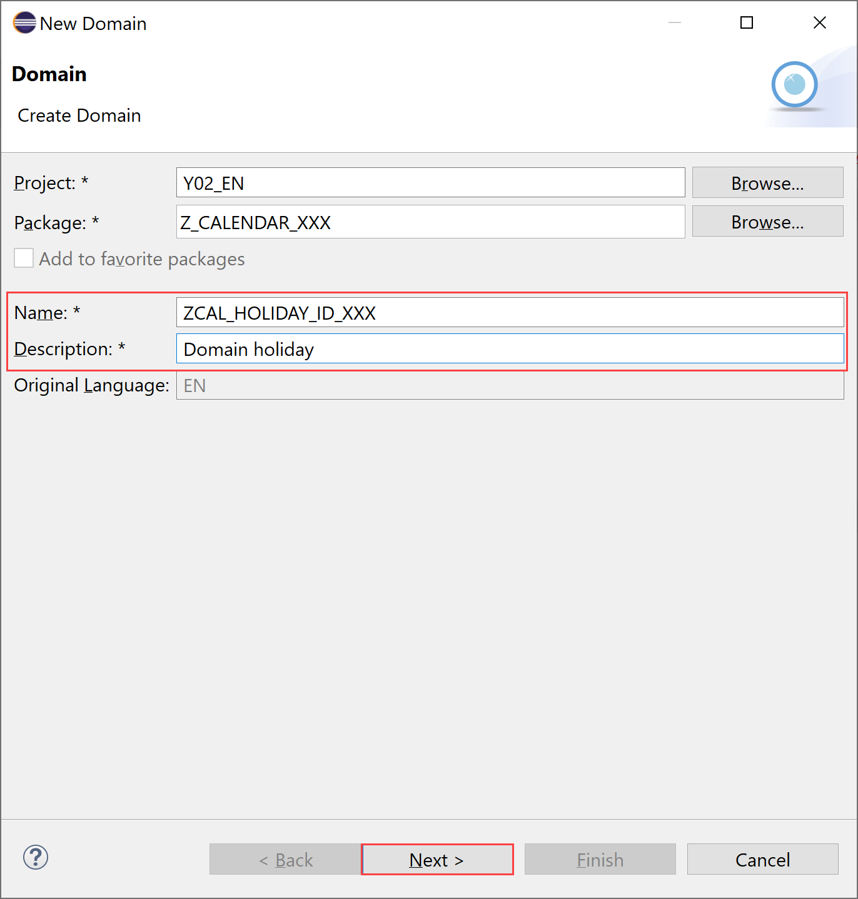 New Domain
Domain
Create Domain
Project: * Y02_EN Browse...
Package: * Z_CALENDAR_XXX Browse...
Add to favorite packages
Name: * ZCAL_HOLIDAY_ID_XXX
Description: * Domain holiday
Original Language: EN
? < Back Next > Finish Cancel